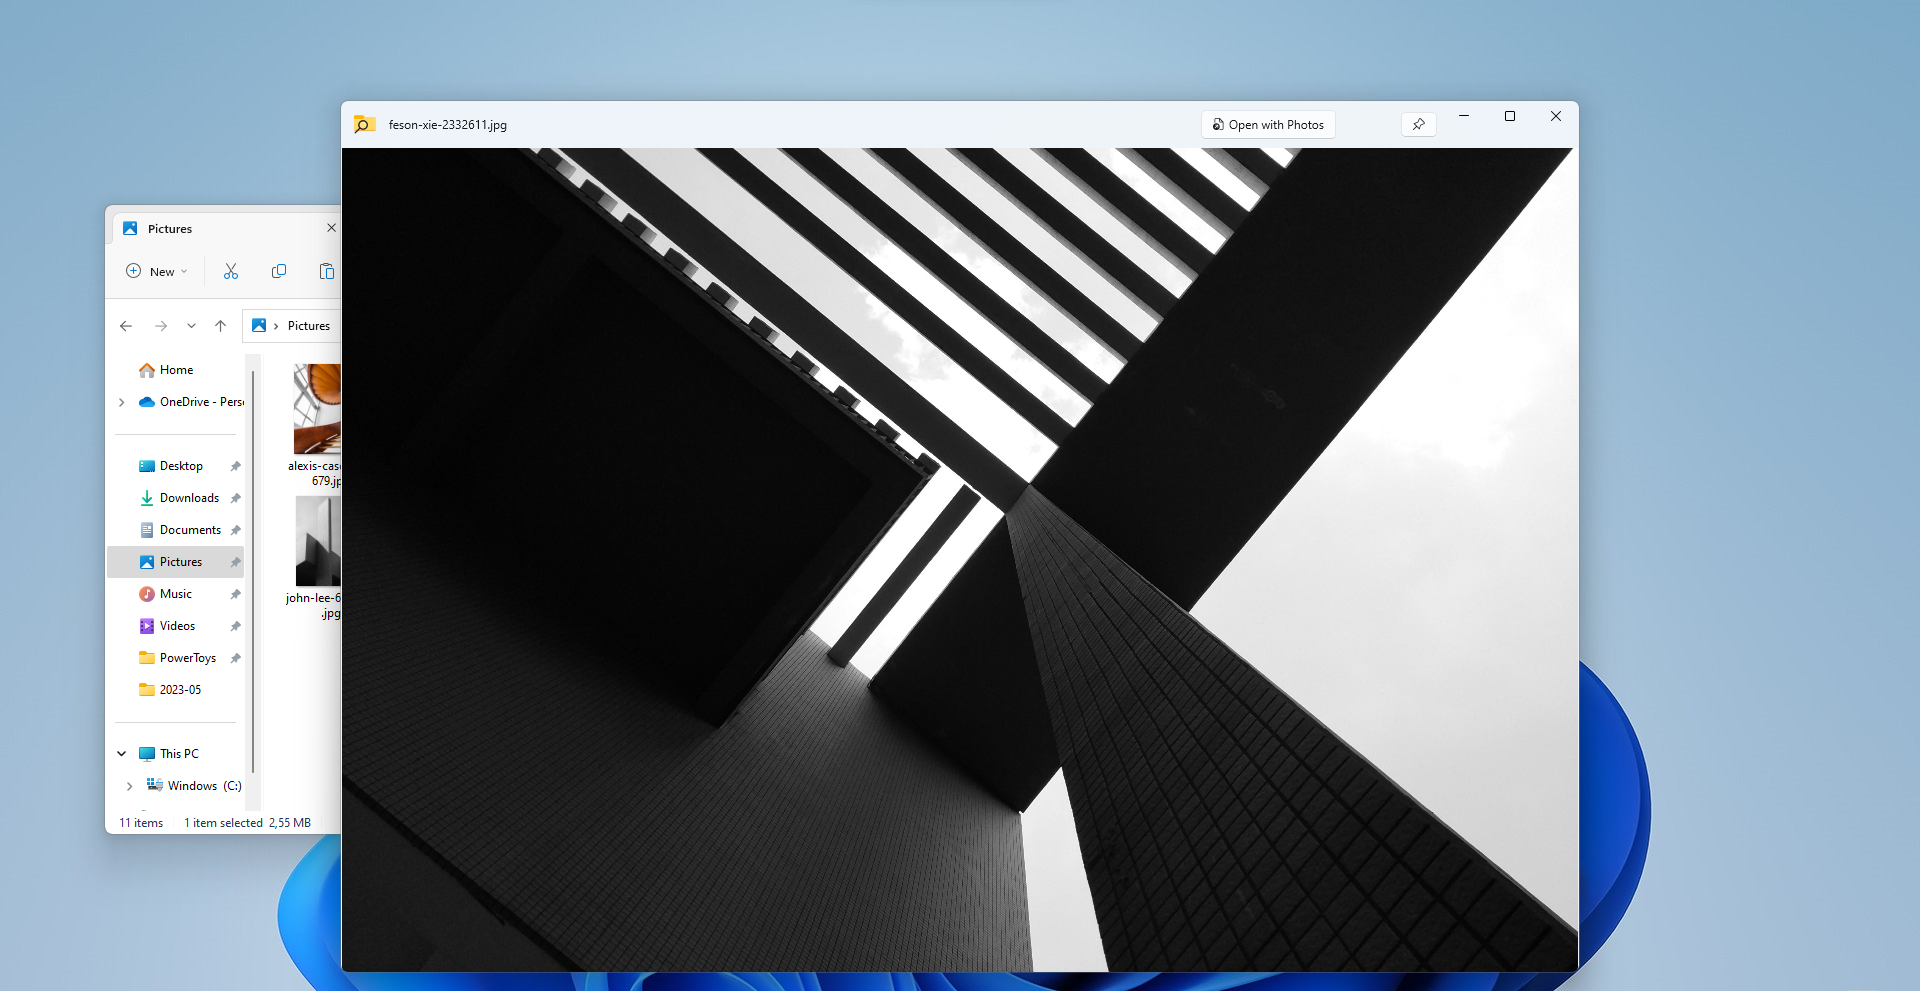 feson-xie-2332611.jpg
Open with Photos
Pictures
New
Pictures
Home
OneDrive - Pers
Desktop
Downloads
Documents
Pictures
Music
Videos
PowerToys
2023-05
This PC
Windows (C:)
alexis-cas
679.jp
john-lee-6
.jpg
11 items 1 item selected 2,55 MB